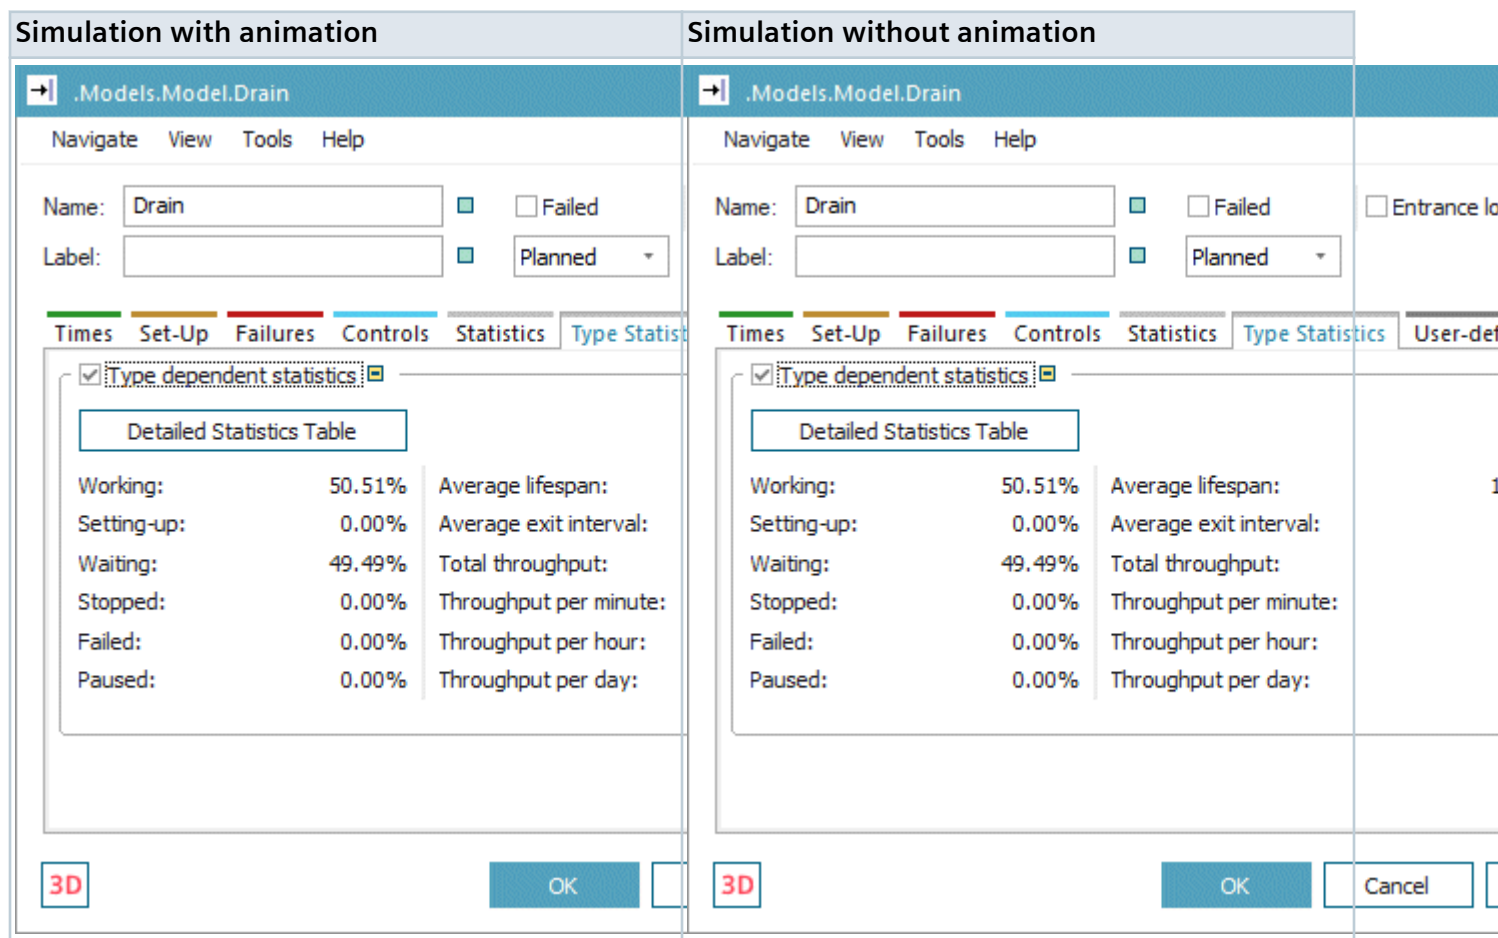 Simulation with animation
.Models.Model.Drain
Navigate View Tools Help
Name: Drain Failed
Label: Planned
Times Set-Up Failures Controls Statistics Type Statist
Type dependent statistics
Detailed Statistics Table
Working: 50.51% Average lifespan:
Setting-up: 0.00% Average exit interval:
Waiting: 49.49% Total throughput:
Stopped: 0.00% Throughput per minute:
Failed: 0.00% Throughput per hour:
Paused: 0.00% Throughput per day:
3D OK
Simulation without animation
.Models.Model.Drain
Navigate View Tools Help
Name: Drain Failed Entrance lo
Label: Planned
Times Set-Up Failures Controls Statistics Type Statistics User-def
Type dependent statistics
Detailed Statistics Table
Working: 50.51% Average lifespan: 1
Setting-up: 0.00% Average exit interval:
Waiting: 49.49% Total throughput:
Stopped: 0.00% Throughput per minute:
Failed: 0.00% Throughput per hour:
Paused: 0.00% Throughput per day:
3D OK Cancel